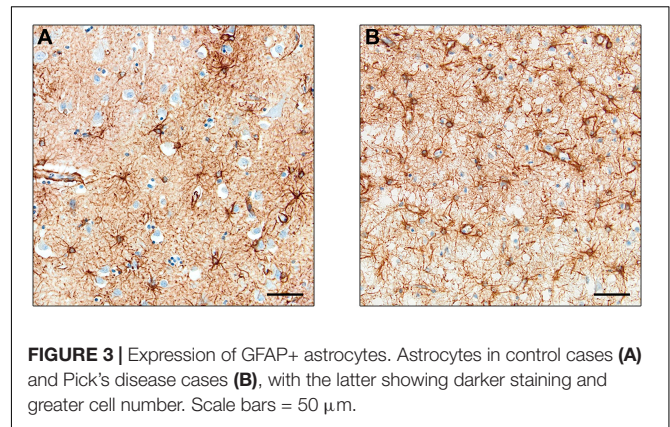 A
B
FIGURE 3 | Expression of GFAP+ astrocytes. Astrocytes in control cases (A)
and Pick's disease cases (B), with the latter showing darker staining and
greater cell number. Scale bars = 50 μm.